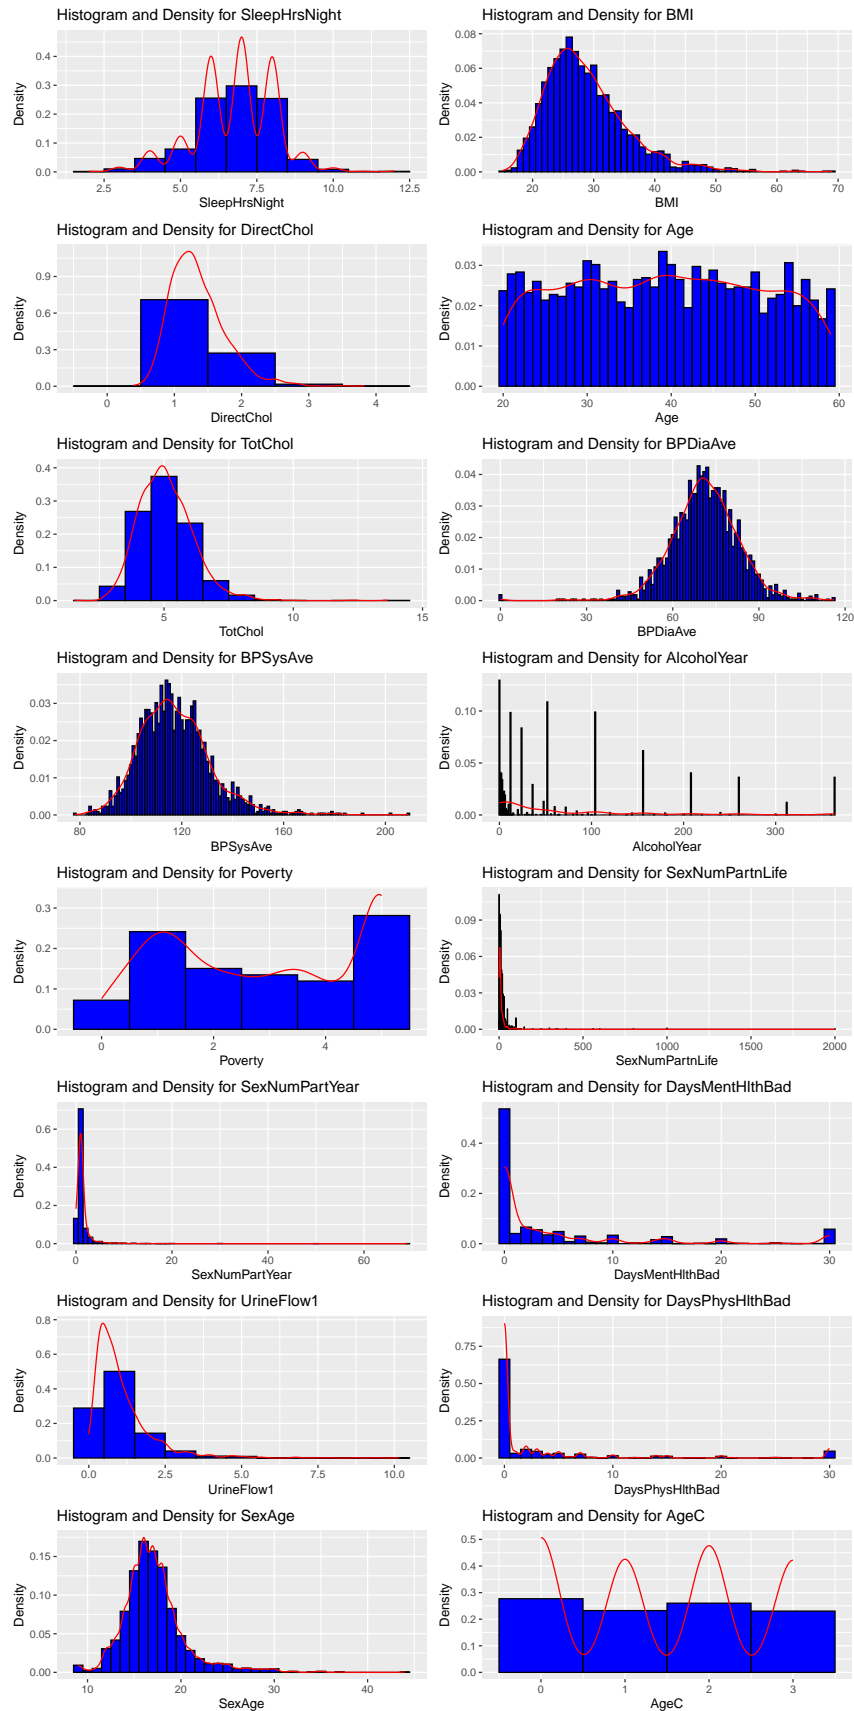 Histogram and Density for SleepHrsNight
Density
0.4
0.3
0.2
0.1
0.0
2.5 5.0 7.5 10.0 12.5
SleepHrsNight
Histogram and Density for BMI
Density
0.08
0.06
0.04
0.02
0.00
20 30 40 50 60 70
BMI
Histogram and Density for DirectChol
Density
0.9
0.6
0.3
0.0
0 1 2 3 4
DirectChol
Histogram and Density for Age
Density
0.03
0.02
0.01
0.00
20 30 40 50 60
Age
Histogram and Density for TotChol
Density
0.4
0.3
0.2
0.1
0.0
5 10 15
TotChol
Histogram and Density for BPDiaAve
Density
0.04
0.03
0.02
0.01
0.00
0 30 60 90 120
BPDiaAve
Histogram and Density for BPSysAve
Density
0.03
0.02
0.01
0.00
80 120 160 200
BPSysAve
Histogram and Density for AlcoholYear
Density
0.10
0.05
0.00
0 100 200 300
AlcoholYear
Histogram and Density for Poverty
Density
0.3
0.2
0.1
0.0
0 2 4
Poverty
Histogram and Density for SexNumPartnLife
Density
0.09
0.06
0.03
0.00
0 500 1000 1500 2000
SexNumPartnLife
Histogram and Density for SexNumPartYear
Density
0.6
0.4
0.2
0.0
0 20 40 60
SexNumPartYear
Histogram and Density for DaysMentHlthBad
Density
0.4
0.2
0.0
0 10 20 30
DaysMentHlthBad
Histogram and Density for UrineFlow1
Density
0.8
0.6
0.4
0.2
0.0
0.0 2.5 5.0 7.5 10.0
UrineFlow1
Histogram and Density for DaysPhysHlthBad
Density
0.75
0.50
0.25
0.00
0 10 20 30
DaysPhysHlthBad
Histogram and Density for SexAge
Density
0.15
0.10
0.05
0.00
10 20 30 40
SexAge
Histogram and Density for AgeC
Density
0.5
0.4
0.3
0.2
0.1
0.0
0 1 2 3
AgeC